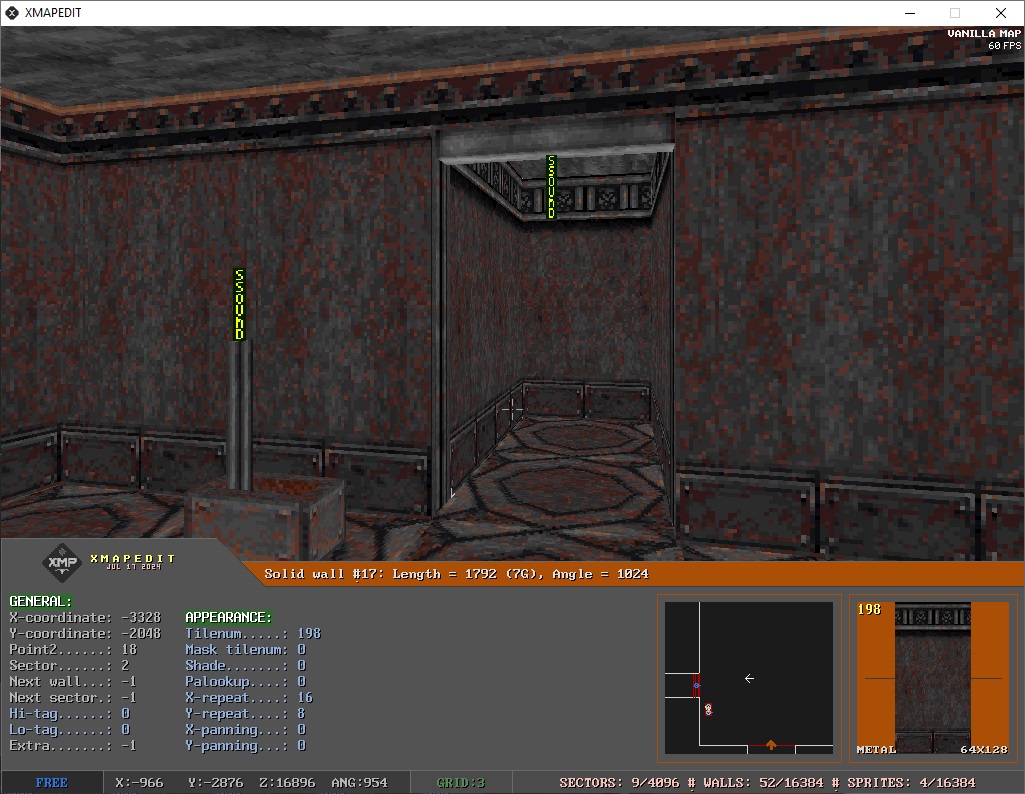 XMAPEDIT
VANILLA MAP
60 FPS
SSOUND
SSOUND
XMP
XMAPEDIT
JUL 17 2024
Solid wall #17: Length = 1792 (7G), Angle = 1024
GENERAL:
X-coordinate: -3328
Y-coordinate: -2048
Point2......: 18
Sector......: 2
Next wall...: -1
Next sector.: -1
Hi-tag......: 0
Lo-tag......: 0
Extra.......: -1
APPEARANCE:
Tilenum.....: 198
Mask tilenum: 0
Shade.......: 0
Palookup....: 0
X-repeat....: 16
Y-repeat....: 8
X-panning...: 0
Y-panning...: 0
198
METAL 64X128
FREE X:-966 Y:-2876 Z:16896 ANG:954 GRID:3 SECTORS: 9/4096 # WALLS: 52/16384 # SPRITES: 4/16384